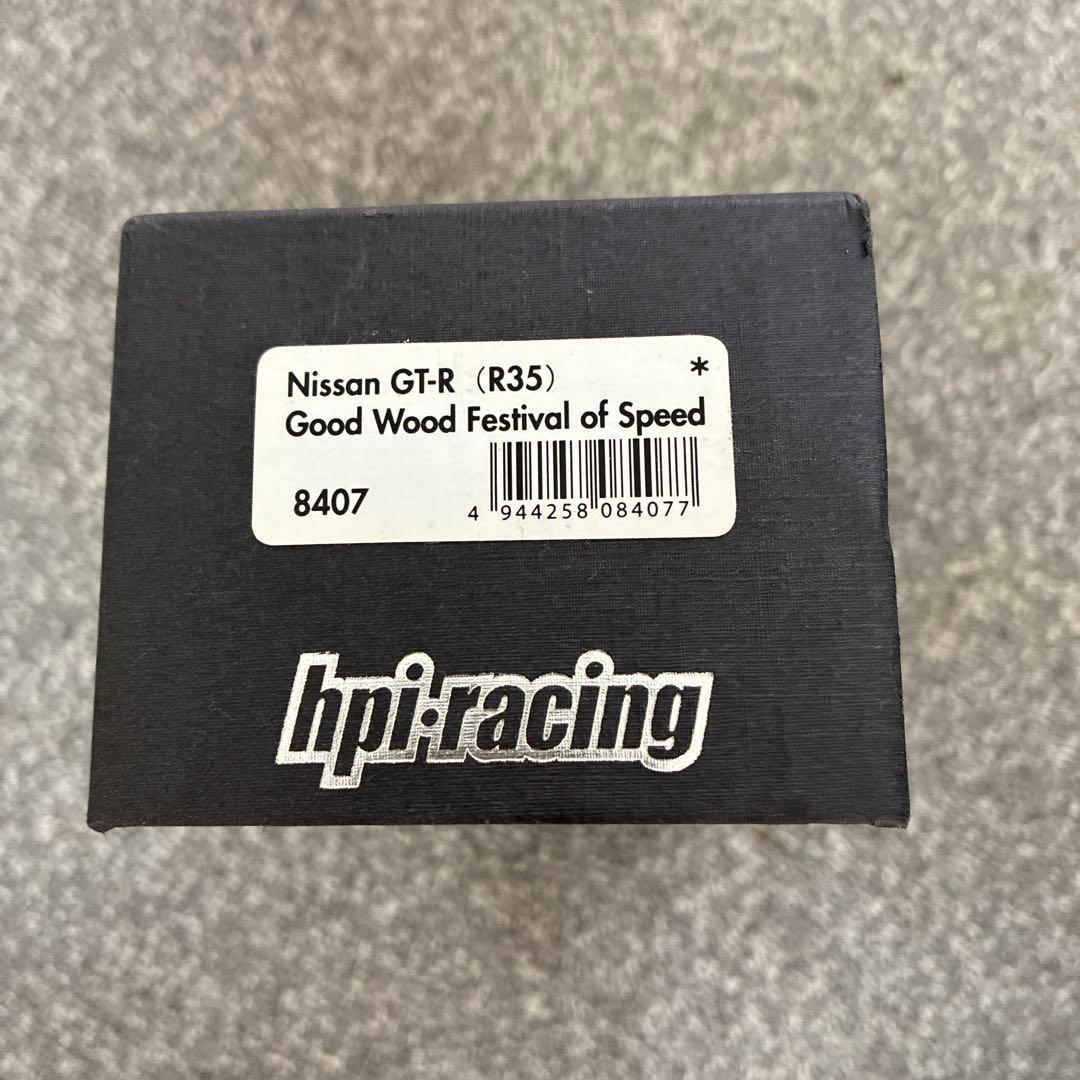 Nissan GT-R（R35） *
Good Wood Festival of Speed
8407
4 944258 084077
hpi·racing